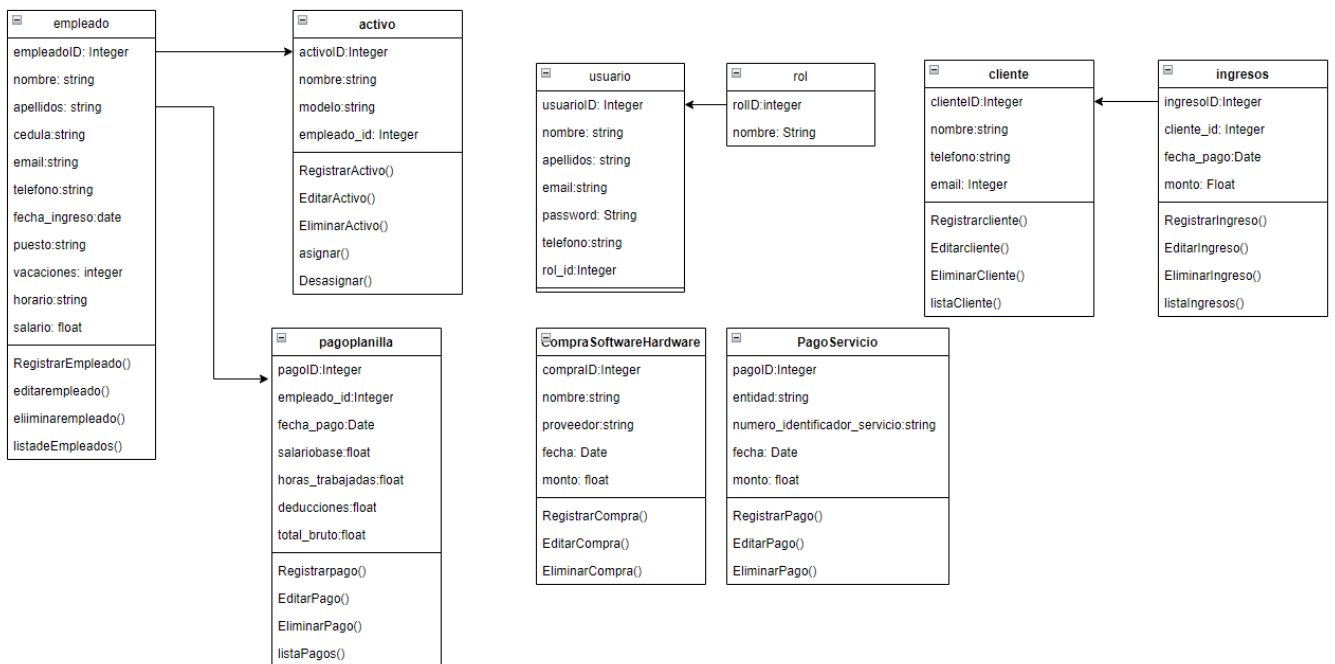 empleado
empleadoID: Integer
nombre: string
apellidos: string
cedula:string
email:string
telefono:string
fecha_ingreso:date
puesto:string
vacaciones: integer
horario:string
salario: float
RegistrarEmpleado()
editarempleado()
eliiminarempleado()
listadeEmpleados()
activo
activoID:Integer
nombre:string
modelo:string
empleado_id: Integer
RegistrarActivo()
EditarActivo()
EliminarActivo()
asignar()
Desasignar()
pagoplanilla
pagoID:Integer
empleado_id:Integer
fecha_pago:Date
salariobase:float
horas_trabajadas:float
deducciones:float
total_bruto:float
Registrarpago()
EditarPago()
EliminarPago()
listaPagos()
usuario
usuarioID: Integer
nombre: string
apellidos: string
email:string
password: String
telefono:string
rol_id:Integer
rol
rolID:integer
nombre: String
cliente
clienteID:Integer
nombre:string
telefono:string
email: Integer
Registrarcliente()
Editarcliente()
EliminarCliente()
listaCliente()
ingresos
ingresoID:Integer
cliente_id: Integer
fecha_pago:Date
monto: Float
RegistrarIngreso()
EditarIngreso()
EliminarIngreso()
listaIngresos()
CompraSoftwareHardware
compraID:Integer
nombre:string
proveedor:string
fecha: Date
monto: float
RegistrarCompra()
EditarCompra()
EliminarCompra()
PagoServicio
pagoID:Integer
entidad:string
numero_identificador_servicio:string
fecha: Date
monto: float
RegistrarPago()
EditarPago()
EliminarPago()